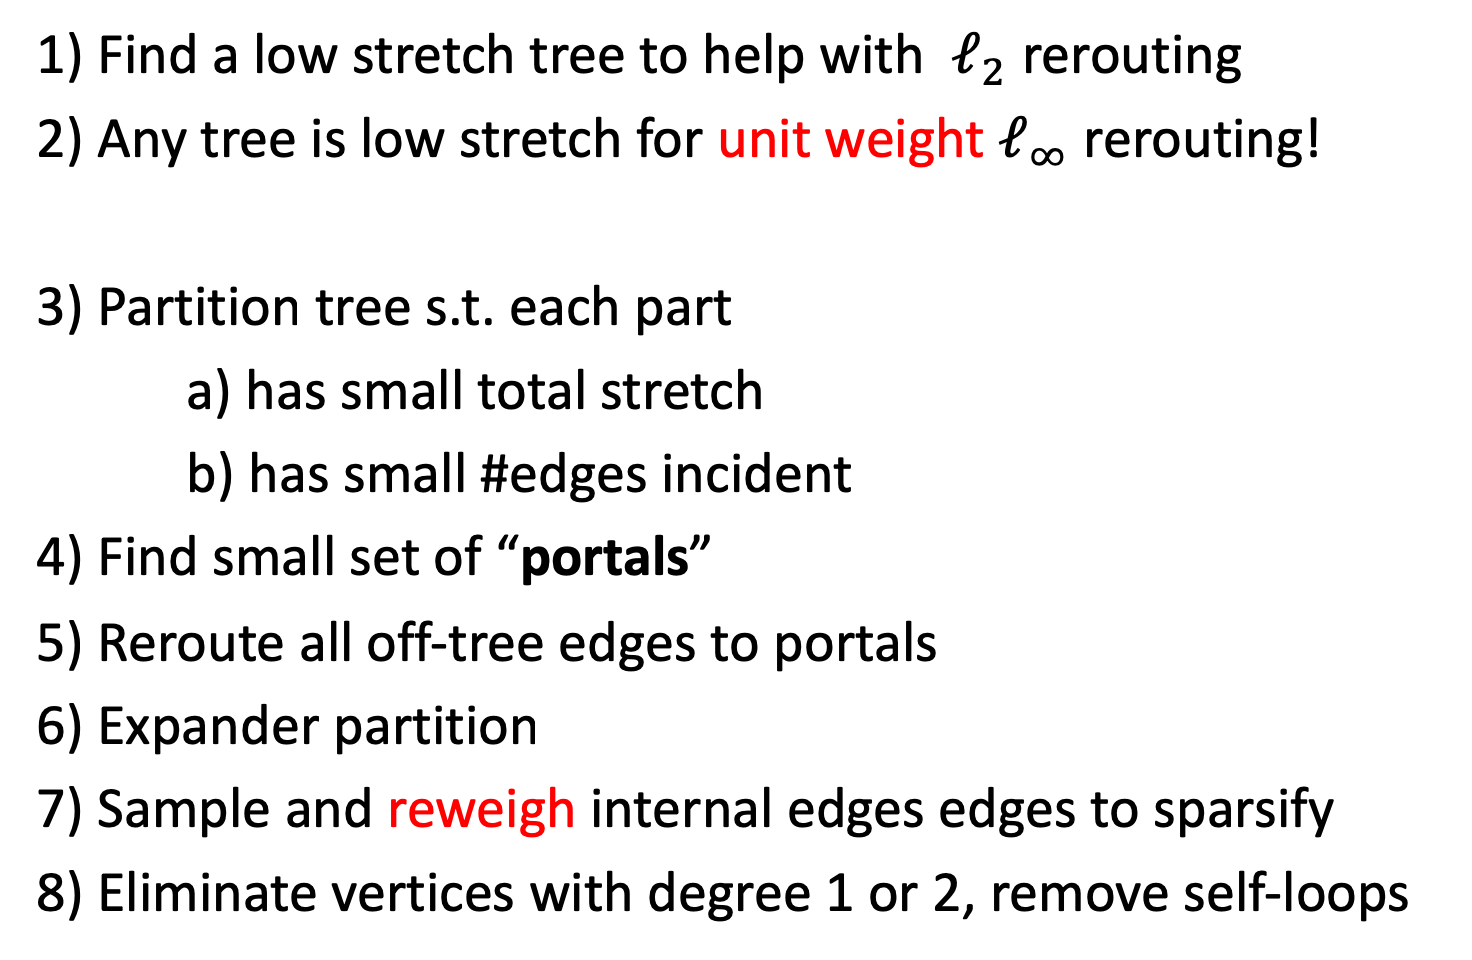 1) Find a low stretch tree to help with ℓ₂ rerouting
2) Any tree is low stretch for unit weight ℓ∞ rerouting!
3) Partition tree s.t. each part
a) has small total stretch
b) has small #edges incident
4) Find small set of “portals”
5) Reroute all off-tree edges to portals
6) Expander partition
7) Sample and reweigh internal edges edges to sparsify
8) Eliminate vertices with degree 1 or 2, remove self-loops